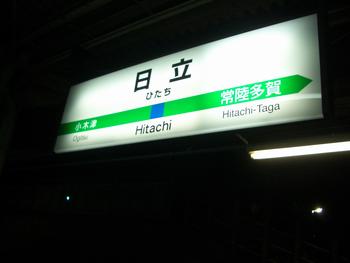 日立
ひたち
小木津
常陸多賀
Ogitsu
Hitachi
Hitachi-Taga